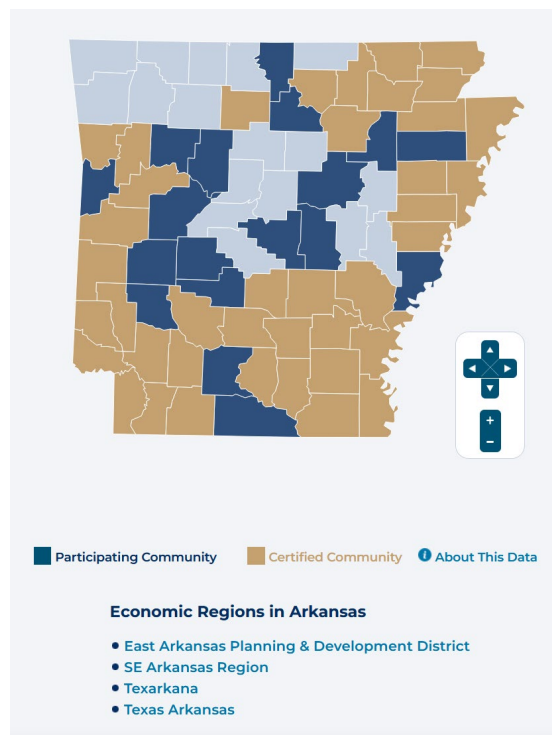 Participating Community
Certified Community
i About This Data
Economic Regions in Arkansas
• East Arkansas Planning & Development District
• SE Arkansas Region
• Texarkana
• Texas Arkansas